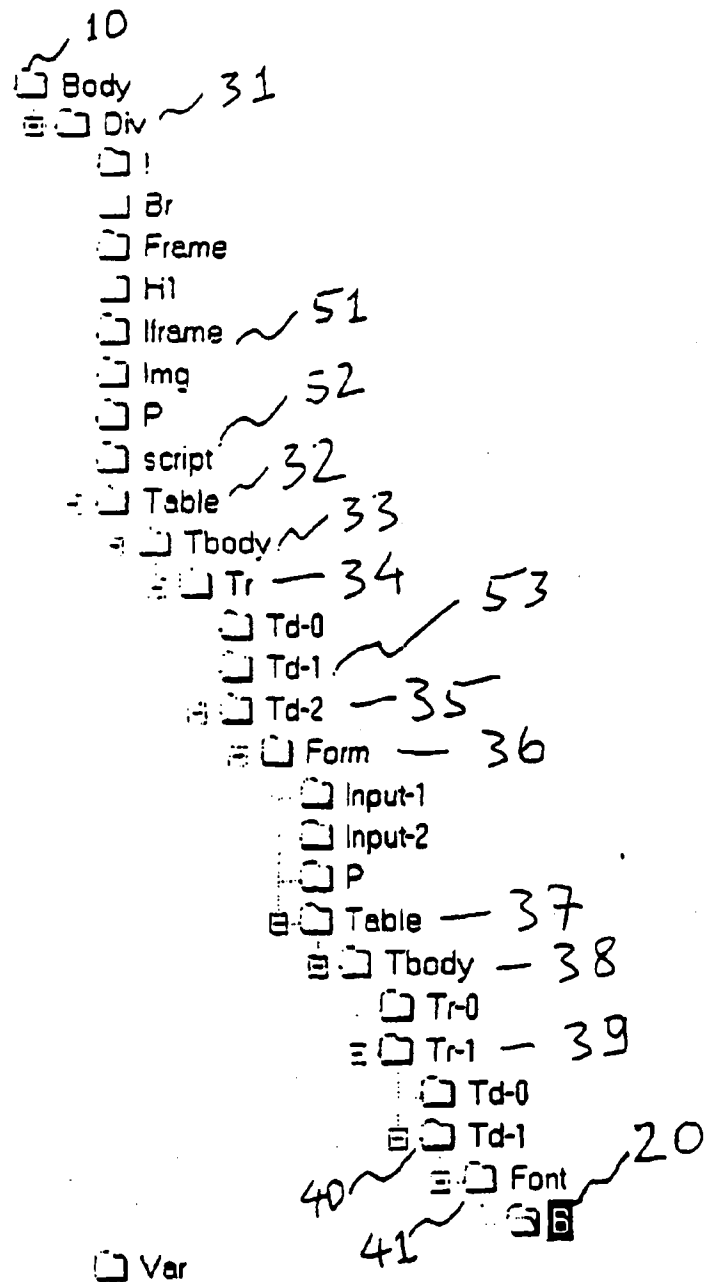 10
Body
Div 31
!
Br
Frame
H1
Iframe 51
Img
P 52
script
Table 32
Tbody 33
Tr 34
Td-0 53
Td-1
Td-2 35
Form 36
Input-1
Input-2
P
Table 37
Tbody 38
Tr-0
Tr-1 39
Td-0
Td-1 20
40 Font
41 6
Var